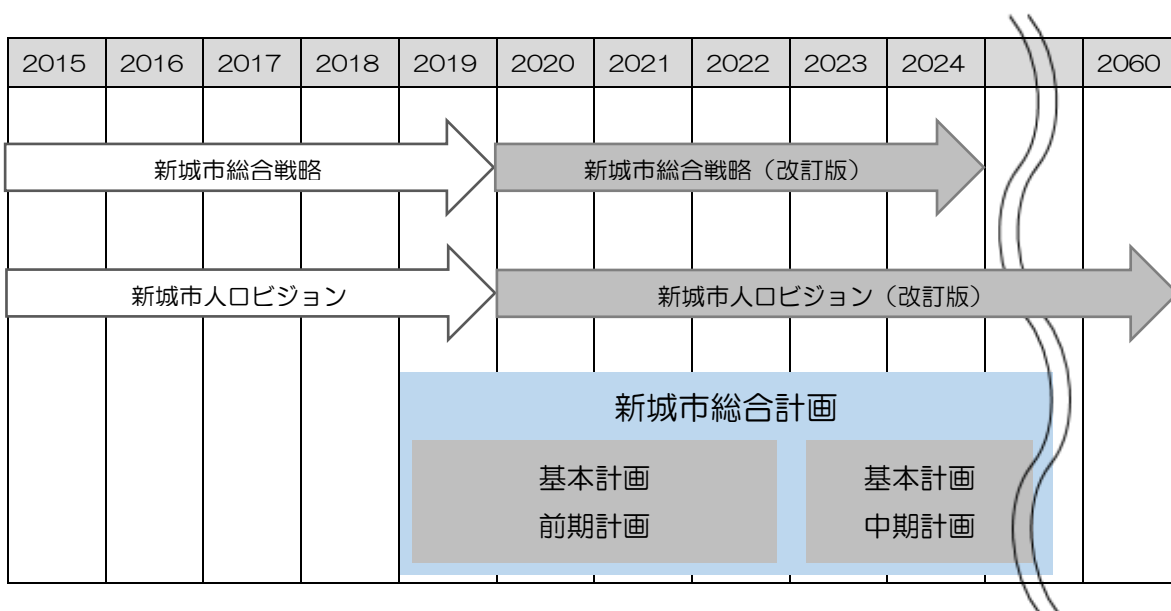 2015 2016 2017 2018 2019 2020 2021 2022 2023 2024 2060
新城市総合戦略 新城市総合戦略（改訂版）
新城市人口ビジョン 新城市人口ビジョン（改訂版）
新城市総合計画
基本計画 基本計画
前期計画 中期計画